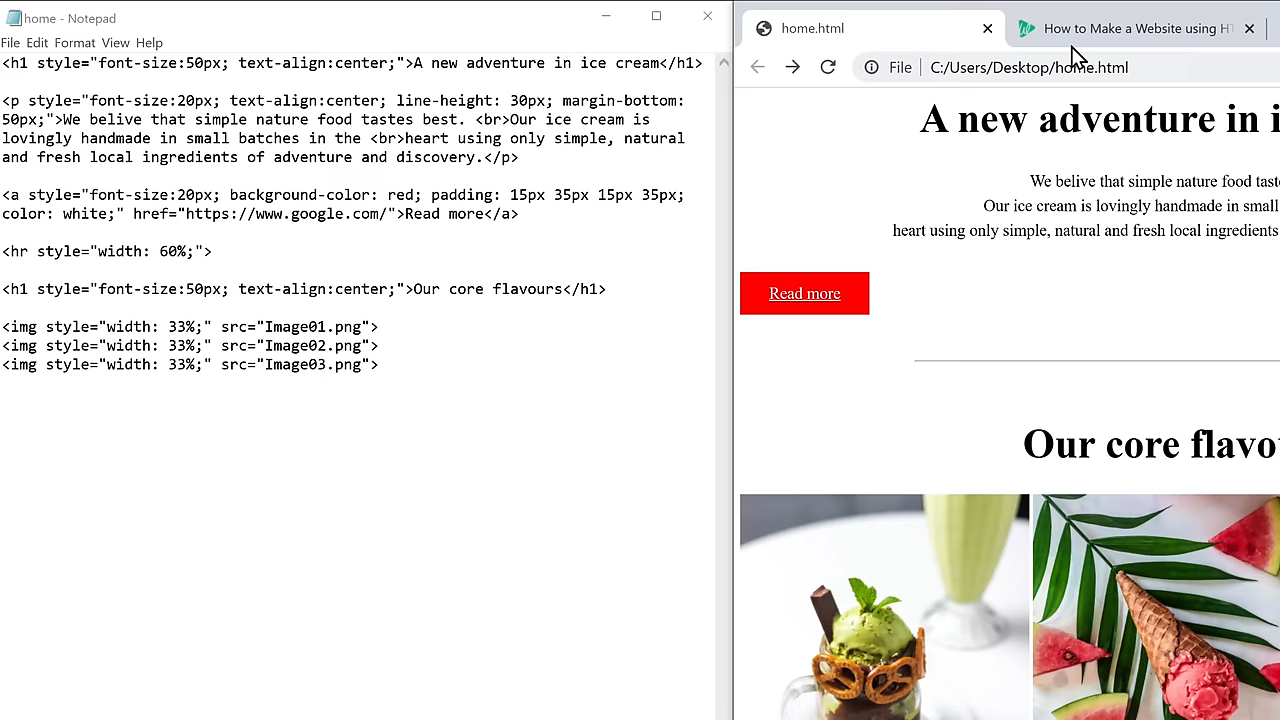 home - Notepad
File Edit Format View Help
<h1 style="font-size:50px; text-align:center;">A new adventure in ice cream</h1>
<p style="font-size:20px; text-align:center; line-height: 30px; margin-bottom:
50px;">We belive that simple nature food tastes best. <br>Our ice cream is
lovingly handmade in small batches in the <br>heart using only simple, natural
and fresh local ingredients of adventure and discovery.</p>
<a style="font-size:20px; background-color: red; padding: 15px 35px 15px 35px;
color: white;" href="https://www.google.com/">Read more</a>
<hr style="width: 60%;">
<h1 style="font-size:50px; text-align:center;">Our core flavours</h1>
<img style="width: 33%;" src="Image01.png">
<img style="width: 33%;" src="Image02.png">
<img style="width: 33%;" src="Image03.png">
home.html
How to Make a Website using HT
File
C:/Users/Desktop/home.html
A new adventure in i
We belive that simple nature food taste
Our ice cream is lovingly handmade in small
heart using only simple, natural and fresh local ingredients
Read more
Our core flavo